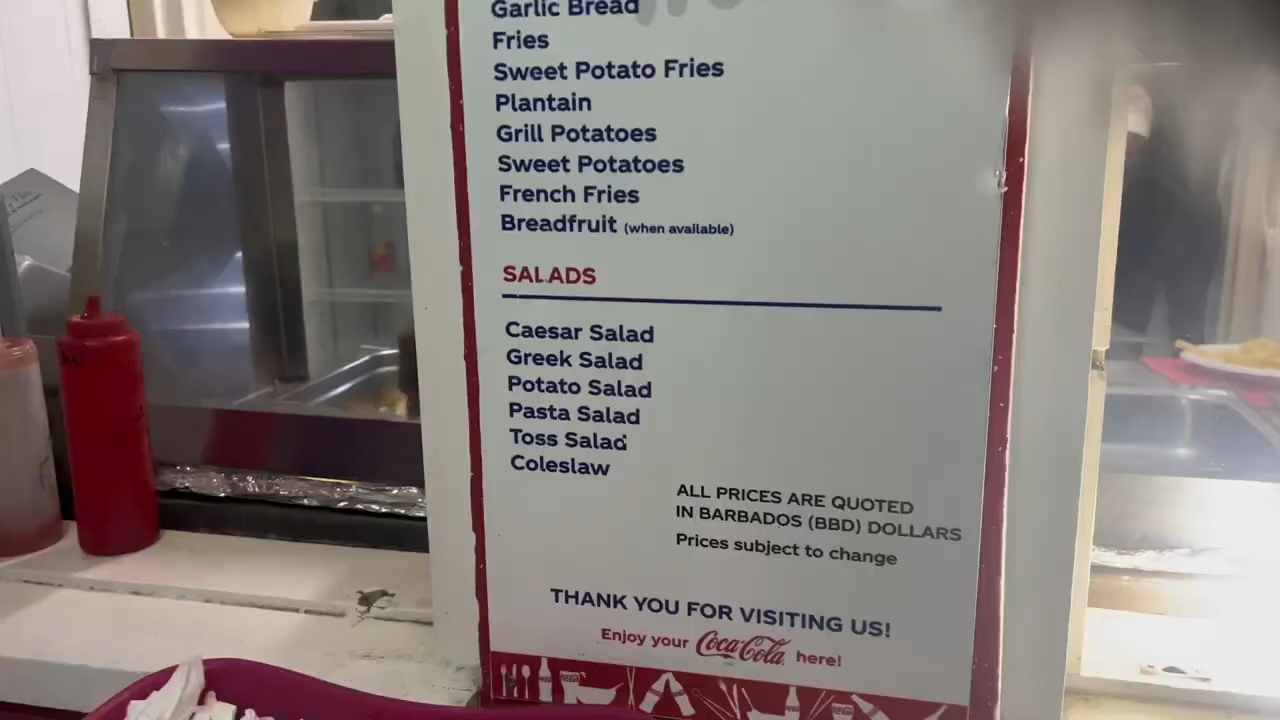 Garlic Bread
Fries
Sweet Potato Fries
Plantain
Grill Potatoes
Sweet Potatoes
French Fries
Breadfruit (when available)
SALADS
Caesar Salad
Greek Salad
Potato Salad
Pasta Salad
Toss Salad
Coleslaw
ALL PRICES ARE QUOTED
IN BARBADOS (BBD) DOLLARS
Prices subject to change
THANK YOU FOR VISITING US!
Enjoy your Coca-Cola here!